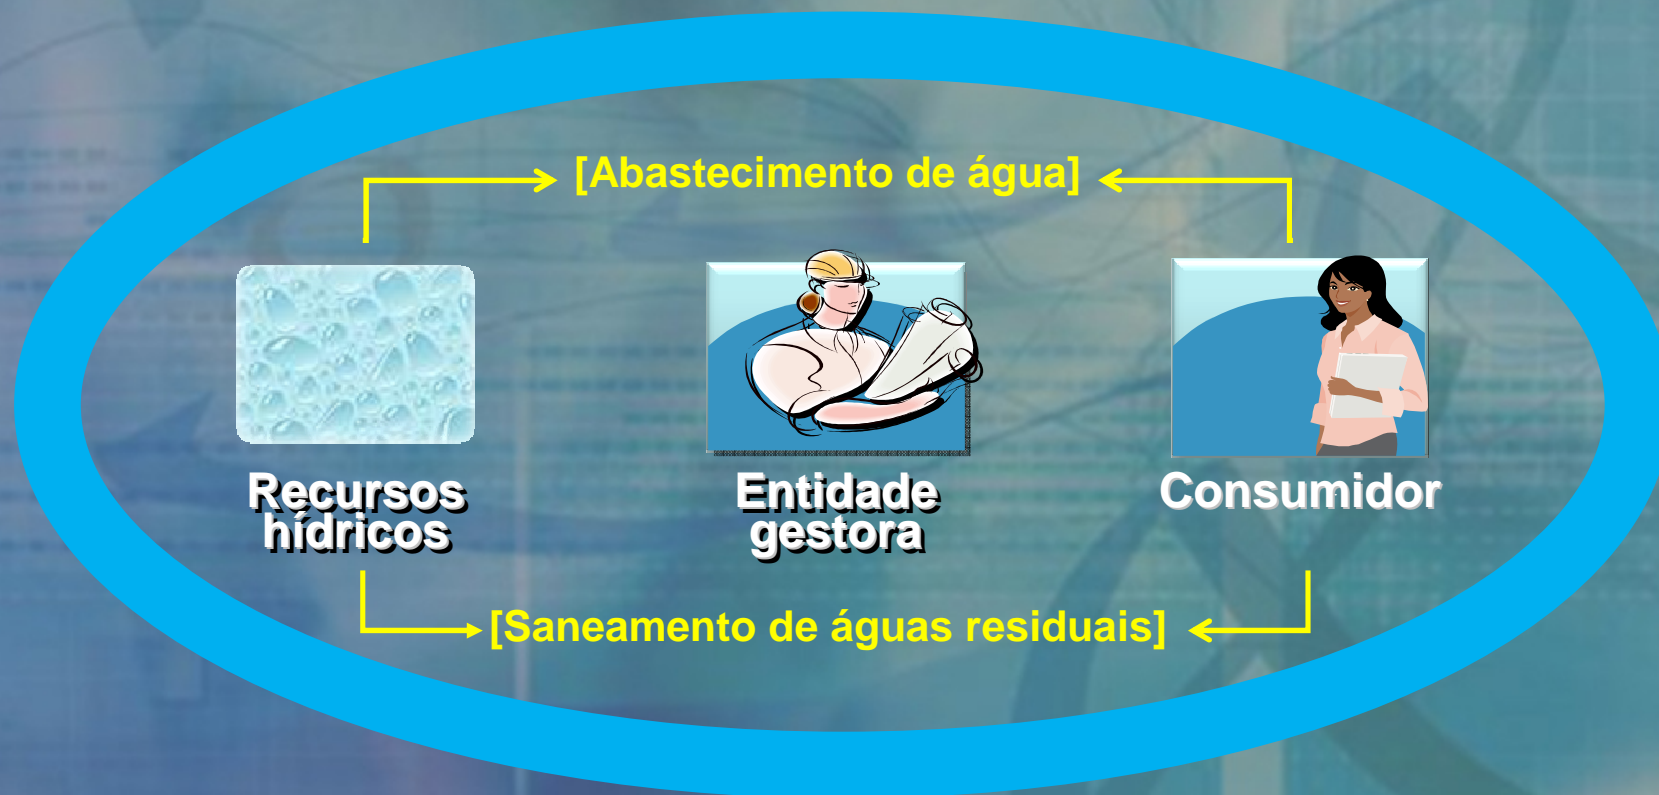 [Abastecimento de água]
Recursos
hídricos
Entidade
gestora
Consumidor
[Saneamento de águas residuais]